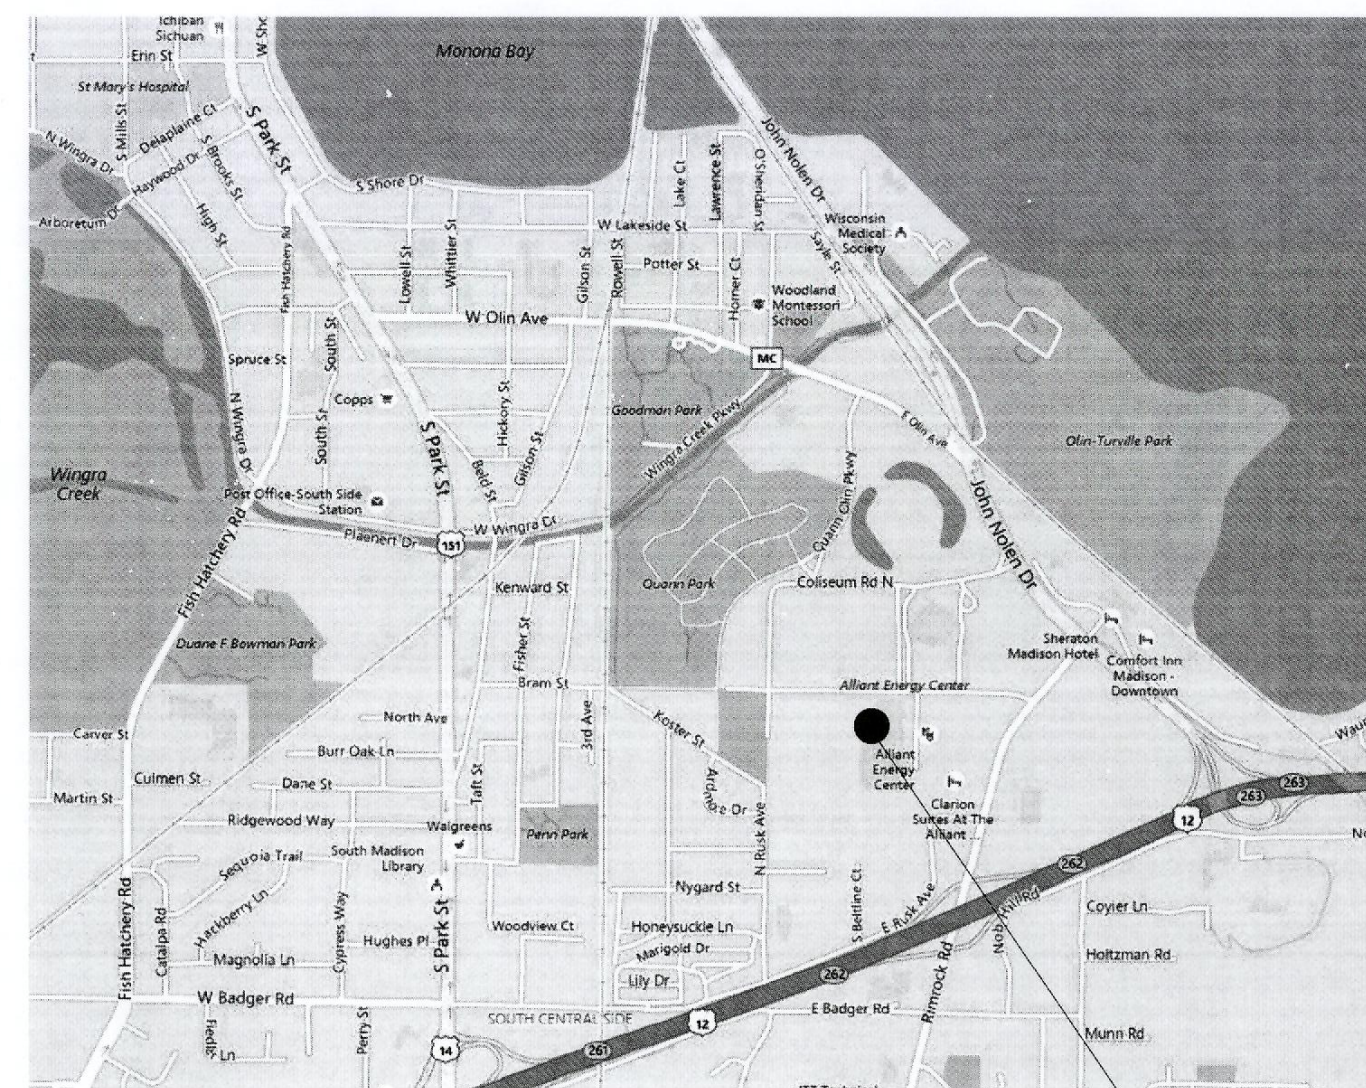 Ichiban
Sichuan
W Sho
Monona Bay
Erin St
St Mary's Hospital
S Mills St
Delaplaine Ct
S Park St
John Nolen Dr
N Wingra Dr
Haywood Dr
S Brooks St
Lake Ct
Lawrence St
O'Sheridan St
S Shore Dr
Arboretum Dr
High St
Fish Hatchery Rd
Lowell St
Whittier St
Gilson St
Rowell St
W Lakeside St
Wisconsin
Medical
Society
Sayle St
Potter St
Horner Ct
Woodland
Montessori
School
W Olin Ave
South St
Spruce St
MC
Copps
Hickory St
Goodman Park
N Wingra Dr
South St
S Park St
Gilson St
Wingra Creek Pkwy
E Olin Ave
Olin-Turville Park
Wingra
Creek
Beld St
Quann Olin Pkwy
Post Office-South Side
Station
John Nolen Dr
W Wingra Dr
Plaenert Dr
151
Fish Hatchery Rd
Kenward St
Quann Park
Coliseum Rd N
Duane F Bowman Park
Fisher St
Sheraton
Madison Hotel
Comfort Inn
Madison -
Downtown
Bram St
Alliant Energy Center
North Ave
3rd Ave
Koster St
Carver St
Burr Oak Ln
Alliant
Energy
Center
Culmen St
Dane St
Taft St
Ardmore Dr
Martin St
263
263
12
Clarion
Suites At The
Alliant
Ridgewood Way
Walgreens
Penn Park
N Rusk Ave
South Madison
Library
Sequoia Trail
262
Nygard St
Hackberry Ln
Cypress Way
S Park St
S Beltline Ct
E Rusk Ave
Nob Hill Rd
Coyier Ln
Fish Hatchery Rd
Catalpa Rd
Hughes Pl
Woodview Ct
Honeysuckle Ln
Marigold Dr
Magnolia Ln
Holtzman Rd
Lily Dr
262
Rimrock Rd
W Badger Rd
E Badger Rd
SOUTH CENTRAL SIDE
12
Perry St
Ln
14
261
Munn Rd